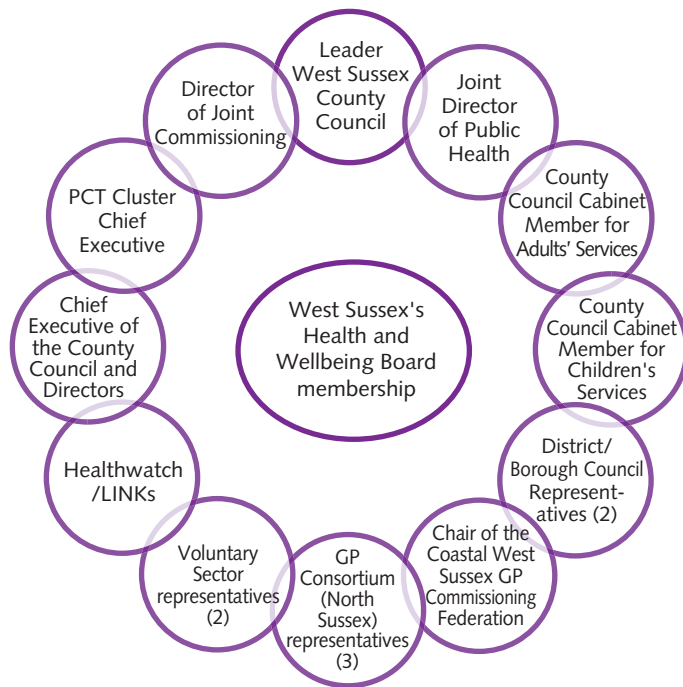 Leader
West Sussex
County
Council
Joint
Director
of Public
Health
County
Council Cabinet
Member for
Adults' Services
County
Council Cabinet
Member for
Children's
Services
District/
Borough Council
Represent-
atives (2)
Chair of the
Coastal West
Sussex GP
Commissioning
Federation
GP
Consortium
(North
Sussex)
representatives
(3)
Voluntary
Sector
representatives
(2)
Healthwatch
/LINKs
Chief
Executive of
the County
Council and
Directors
PCT Cluster
Chief
Executive
Director
of Joint
Commissioning
West Sussex's
Health and
Wellbeing Board
membership